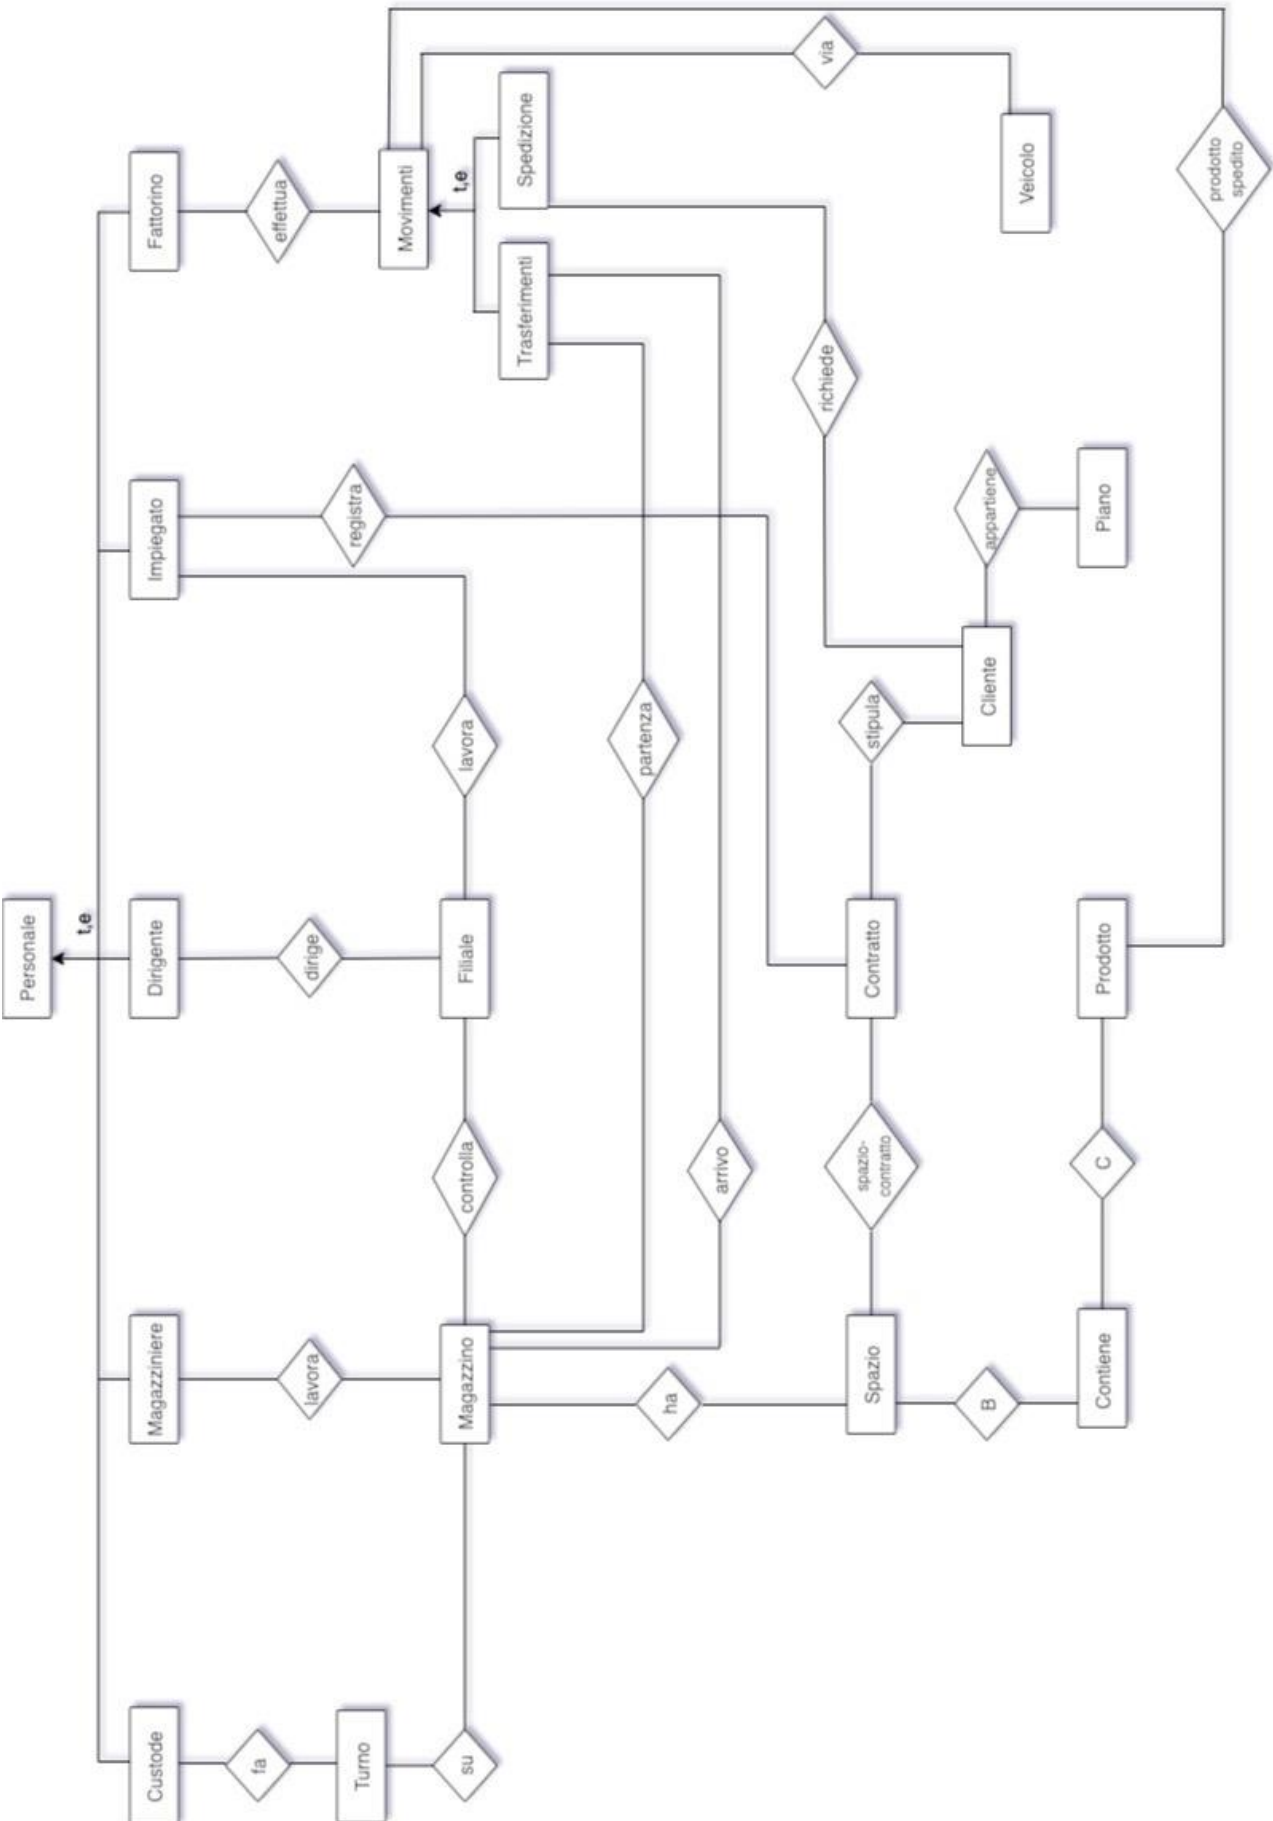 Personale
t,e
Custode
Magazziniere
Dirigente
Impiegato
Fattorino
fa
lavora
dirige
registra
effettua
Turno
Movimenti
t,e
su
Magazzino
controlla
Filiale
lavora
Trasferimenti
Spedizione
partenza
ha
arrivo
richiede
via
Spazio
spazio-
contratto
Contratto
stipula
B
Cliente
appartiene
Veicolo
Contiene
C
Prodotto
Piano
prodotto
spedito